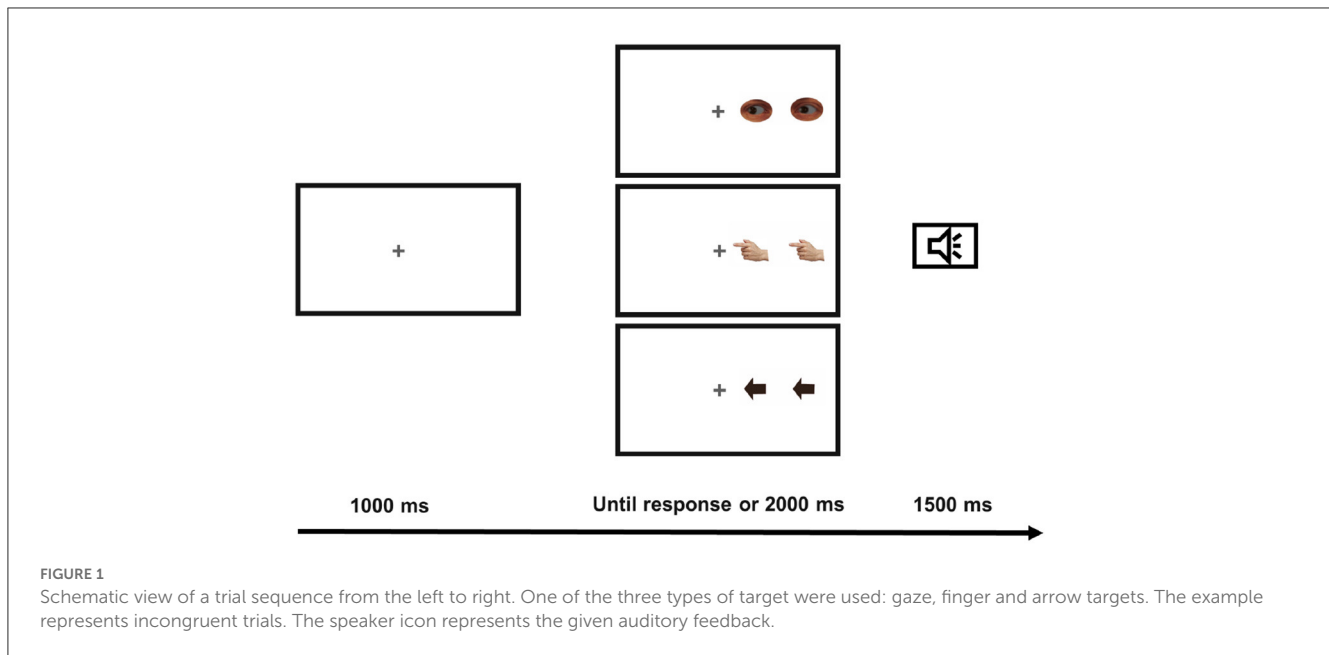 1000 ms
Until response or 2000 ms
1500 ms
FIGURE 1
Schematic view of a trial sequence from the left to right. One of the three types of target were used: gaze, finger and arrow targets. The example
represents incongruent trials. The speaker icon represents the given auditory feedback.